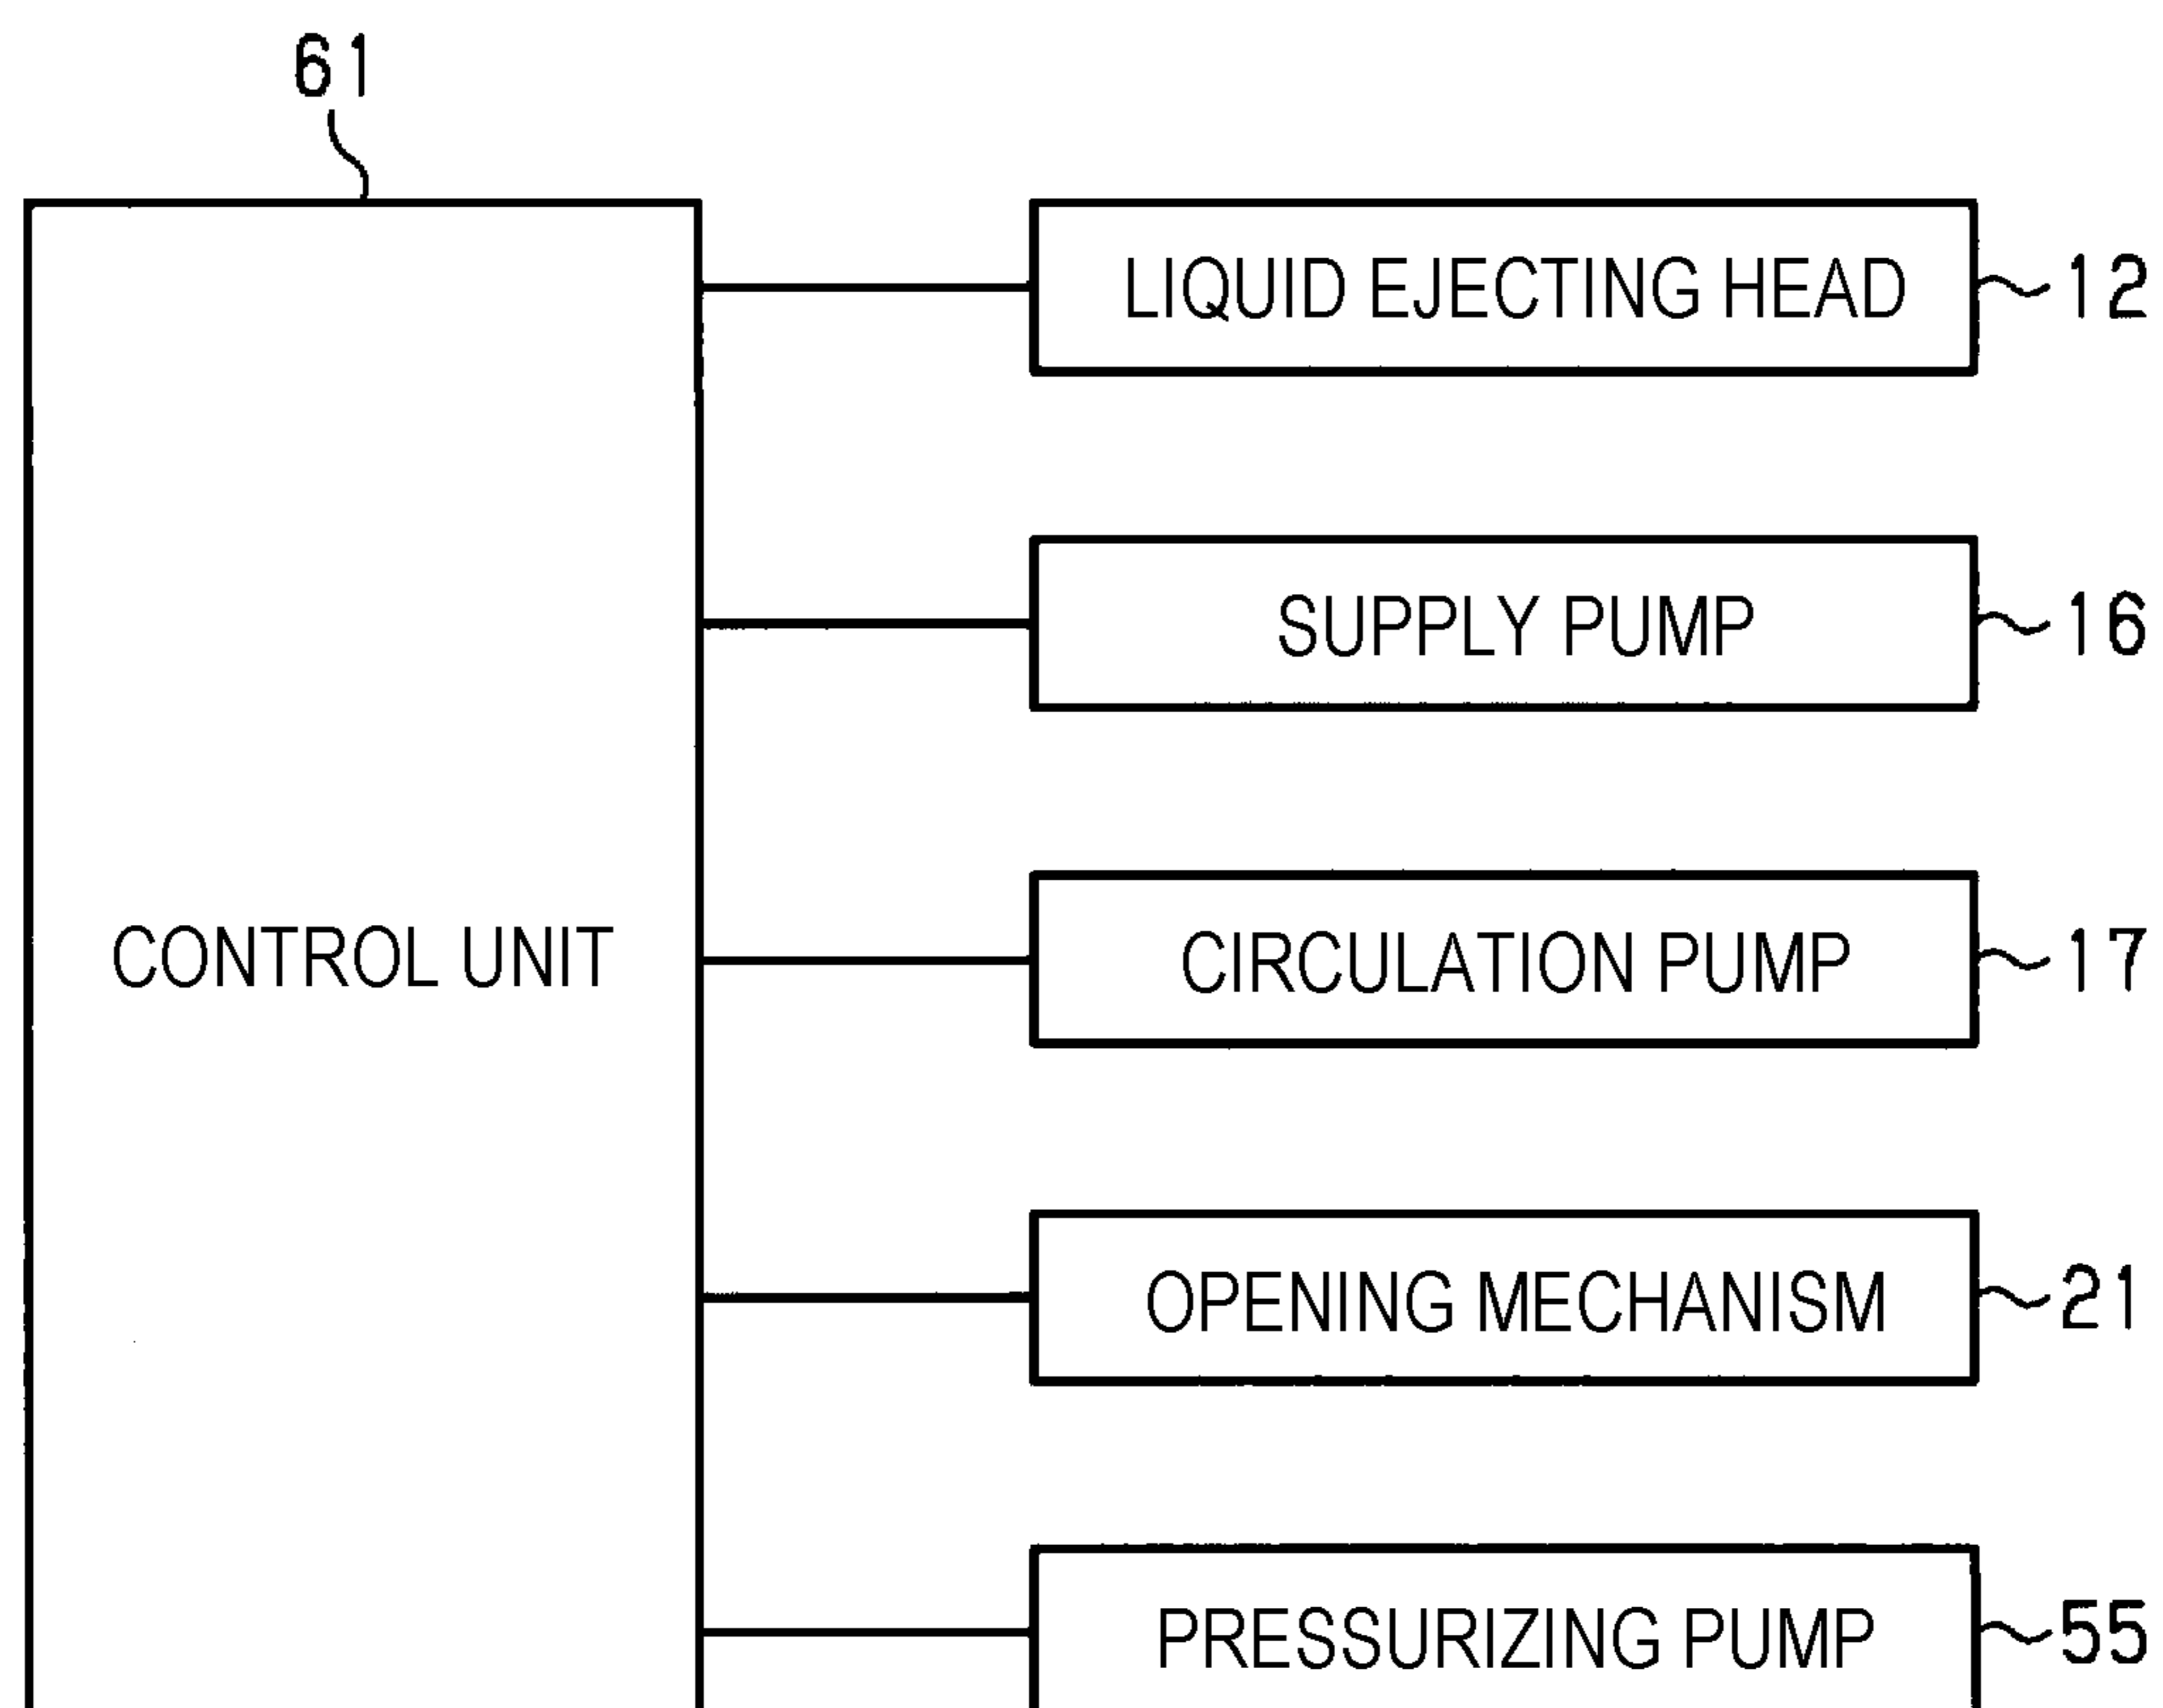 61
LIQUID EJECTING HEAD 12
SUPPLY PUMP 16
CONTROL UNIT
CIRCULATION PUMP 17
OPENING MECHANISM 21
PRESSURIZING PUMP 55